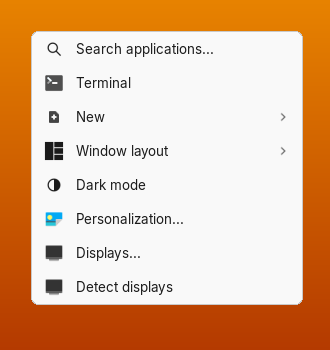 Search applications...
Terminal
New
Window layout
Dark mode
Personalization...
Displays...
Detect displays